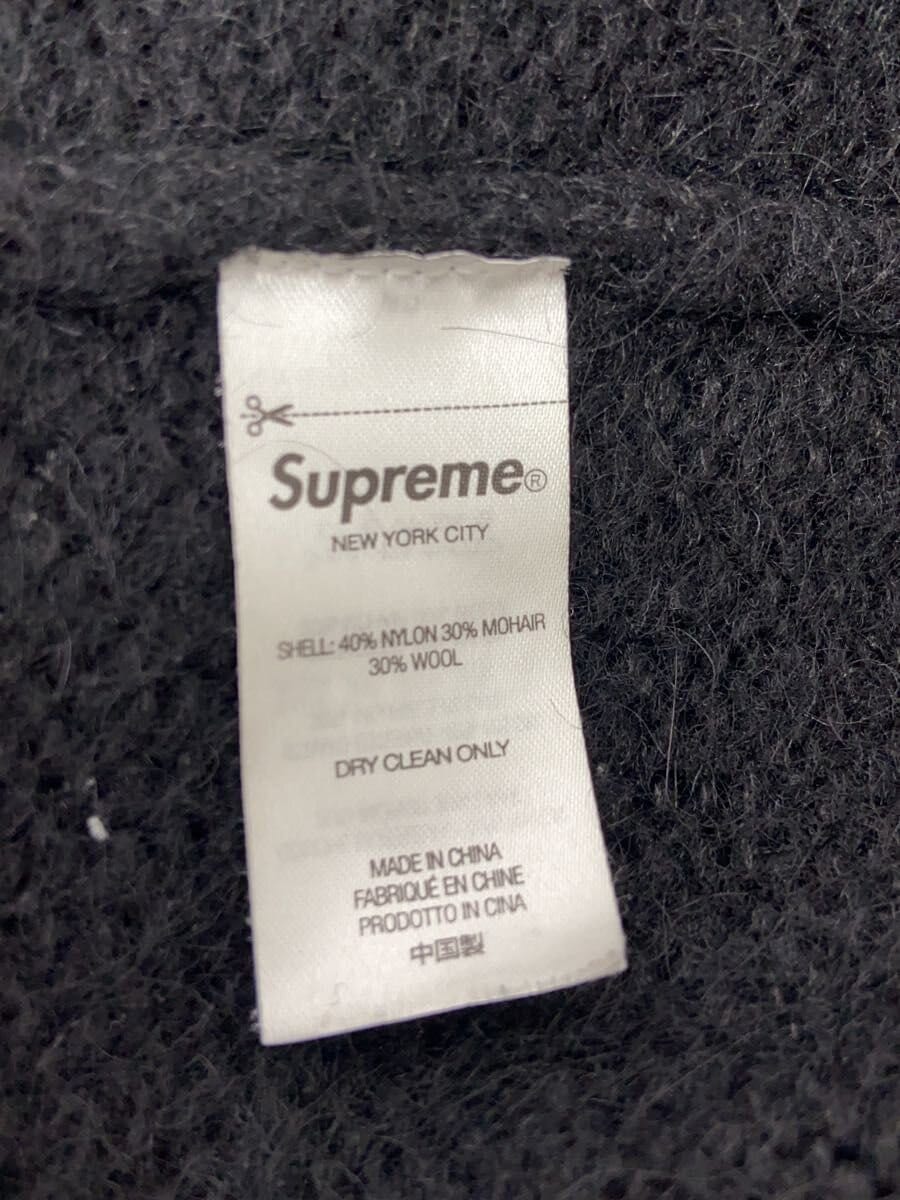 Supreme®
NEW YORK CITY
SHELL: 40% NYLON 30% MOHAIR
30% WOOL
DRY CLEAN ONLY
MADE IN CHINA
FABRIQUÉ EN CHINE
PRODOTTO IN CINA
中国製